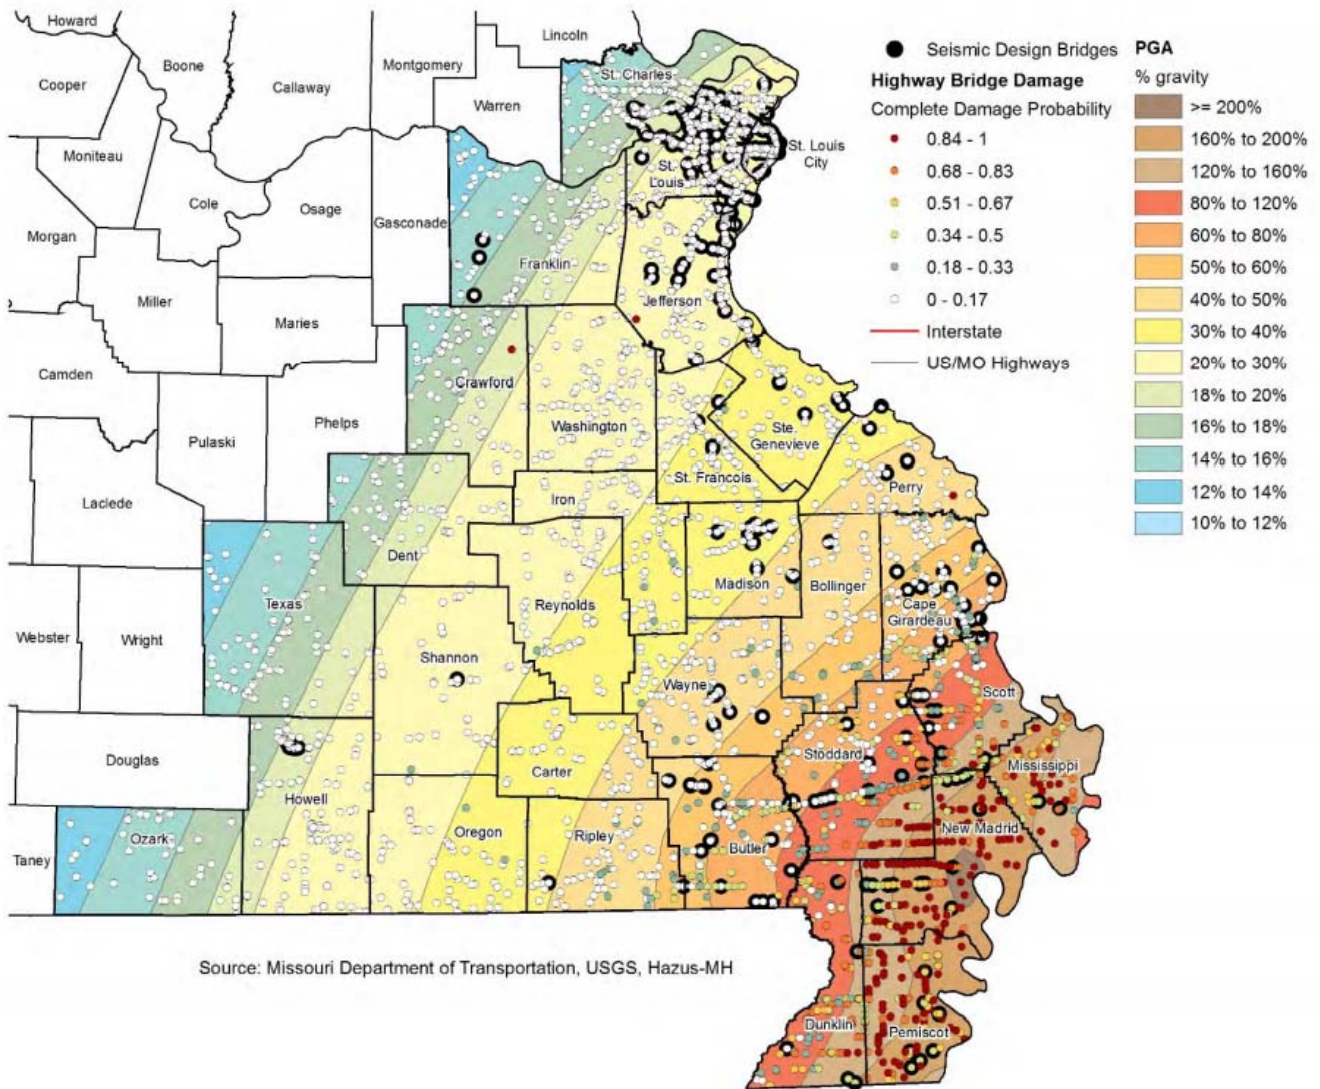 Howard
Boone
Cooper
Callaway
Montgomery
Lincoln
Warren
St. Charles
Moniteau
Cole
Osage
Gasconade
St.
Louis
St. Louis
City
Morgan
Miller
Maries
Franklin
Jefferson
Camden
Phelps
Pulaski
Crawford
Washington
Ste.
Genevieve
Laclede
St. Francois
Iron
Perry
Dent
Texas
Reynolds
Madison
Bollinger
Cape
Girardeau
Webster
Wright
Shannon
Wayne
Scott
Douglas
Carter
Stoddard
Mississippi
Howell
Taney
Ozark
Oregon
Ripley
Butler
New Madrid
Dunklin
Pemiscot
Seismic Design Bridges
Highway Bridge Damage
Complete Damage Probability
0.84 - 1
0.68 - 0.83
0.51 - 0.67
0.34 - 0.5
0.18 - 0.33
0 - 0.17
Interstate
US/MO Highways
PGA
% gravity
>= 200%
160% to 200%
120% to 160%
80% to 120%
60% to 80%
50% to 60%
40% to 50%
30% to 40%
20% to 30%
18% to 20%
16% to 18%
14% to 16%
12% to 14%
10% to 12%
Source: Missouri Department of Transportation, USGS, Hazus-MH